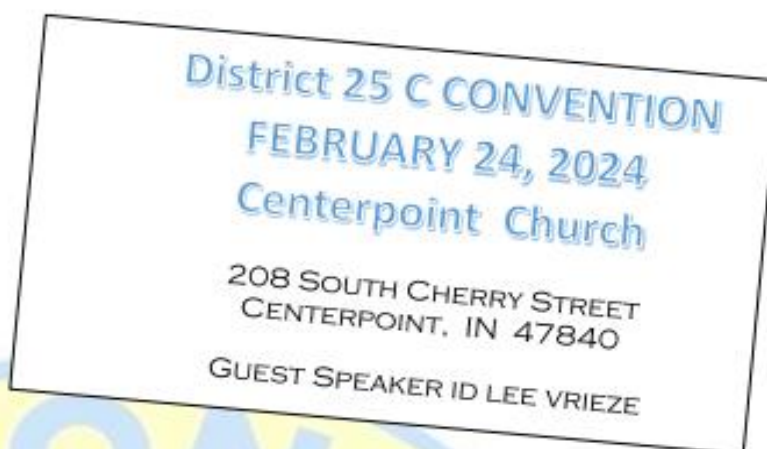 District 25 C CONVENTION
FEBRUARY 24, 2024
Centerpoint Church
208 SOUTH CHERRY STREET
CENTERPOINT, IN 47840
GUEST SPEAKER ID LEE VRIEZE